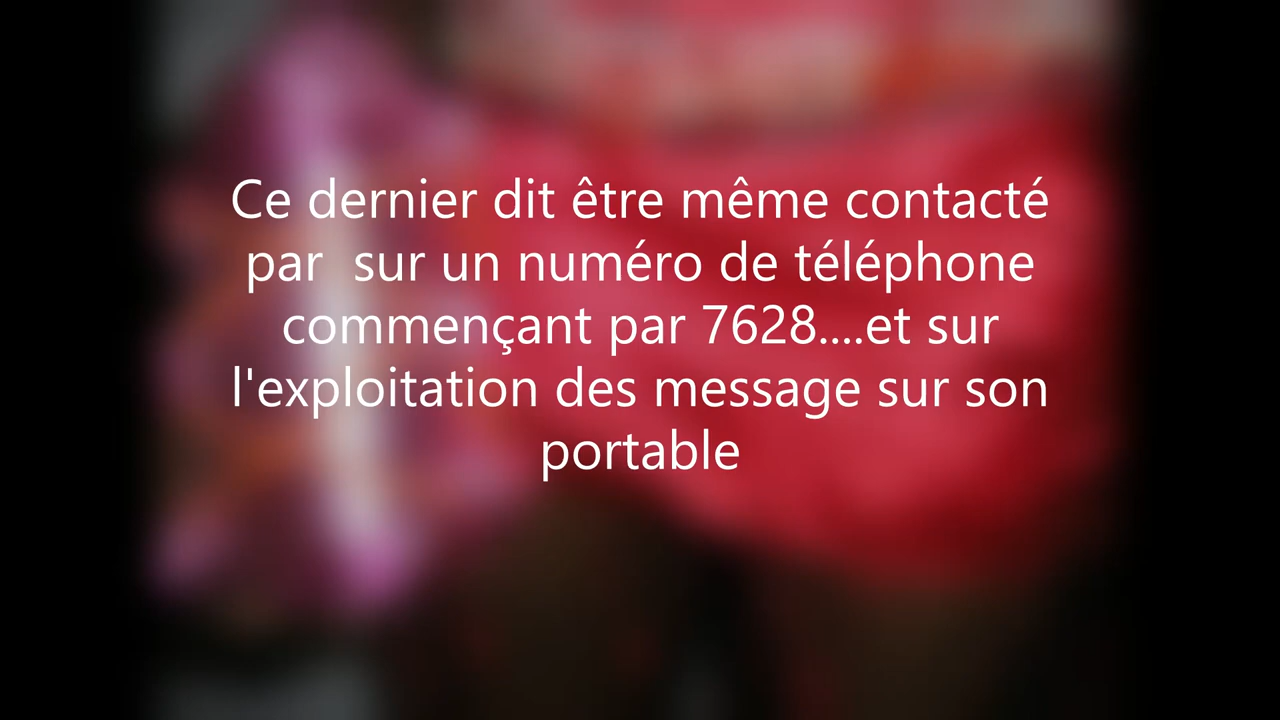 Ce dernier dit être même contacté
par  sur un numéro de téléphone
commençant par 7628....et sur
l'exploitation des message sur son
portable